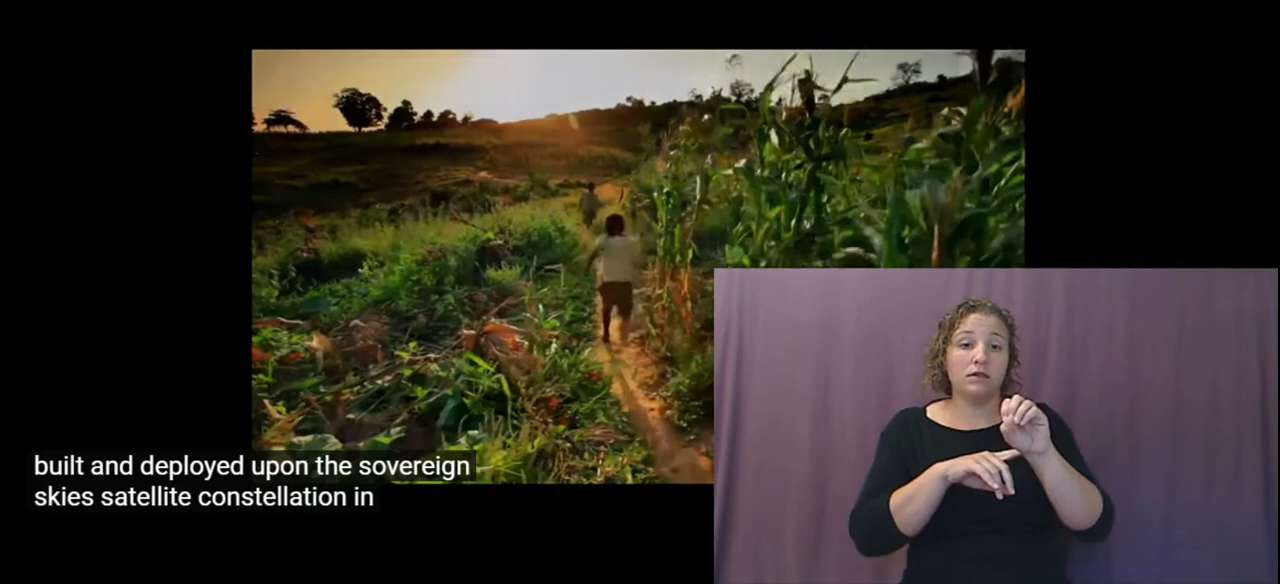 built and deployed upon the sovereign
skies satellite constellation in